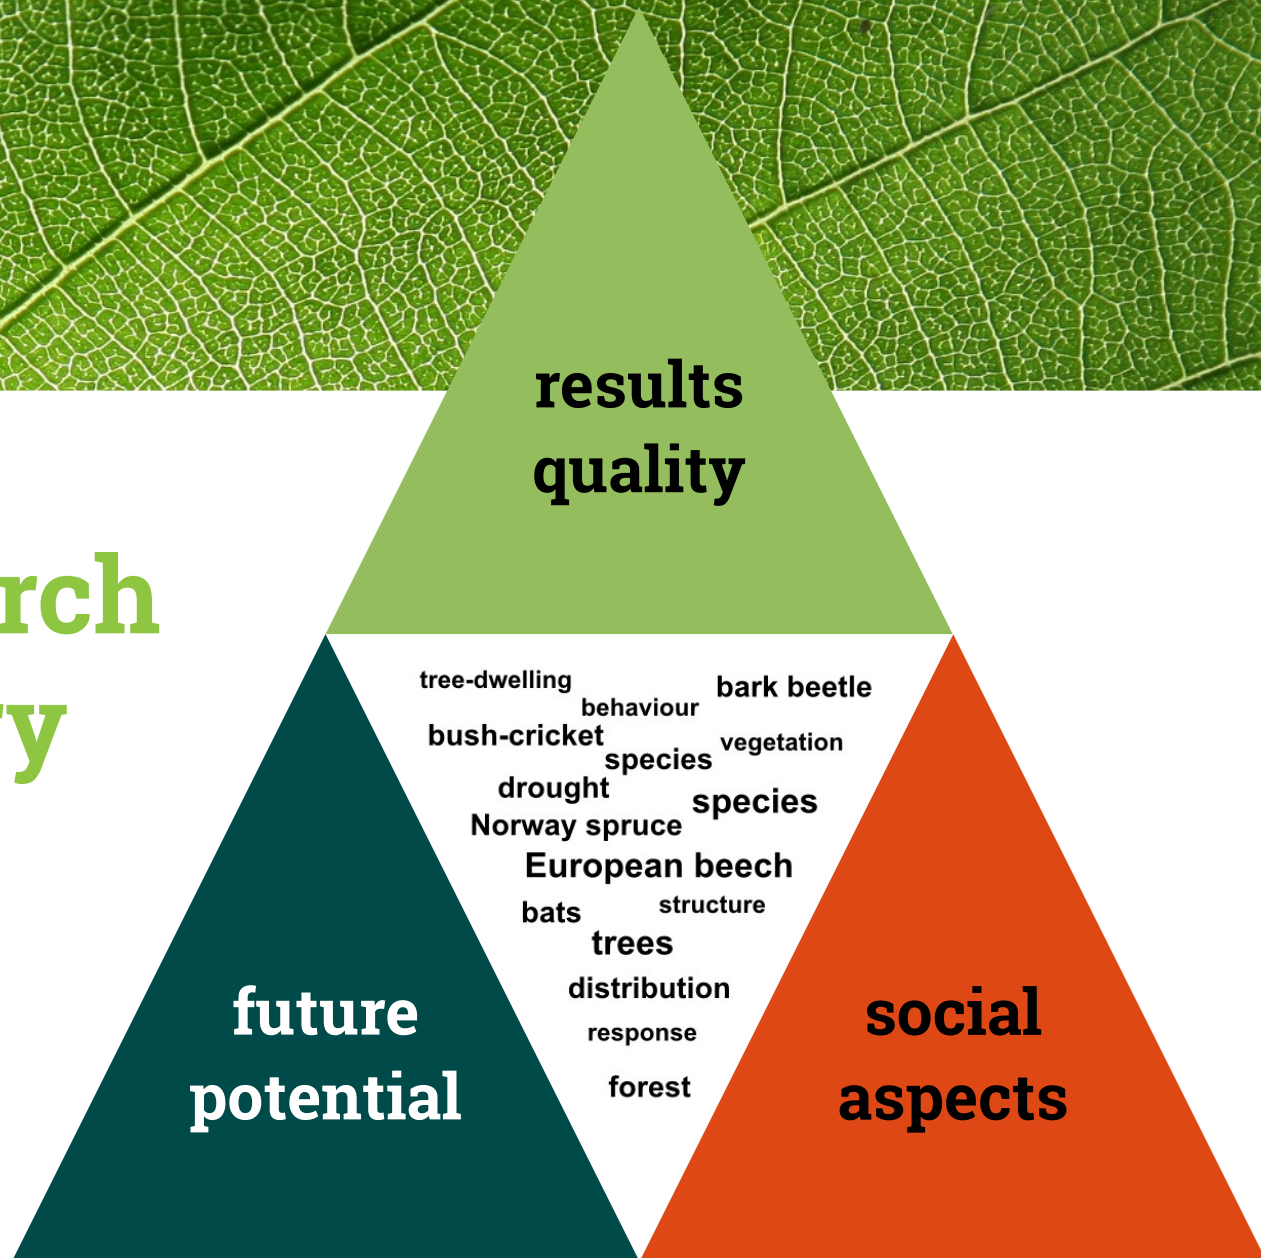 results
quality
rch
y
tree-dwelling
bark beetle
behaviour
bush-cricket
vegetation
species
drought
species
Norway spruce
European beech
structure
bats
trees
distribution
response
forest
future
potential
social
aspects